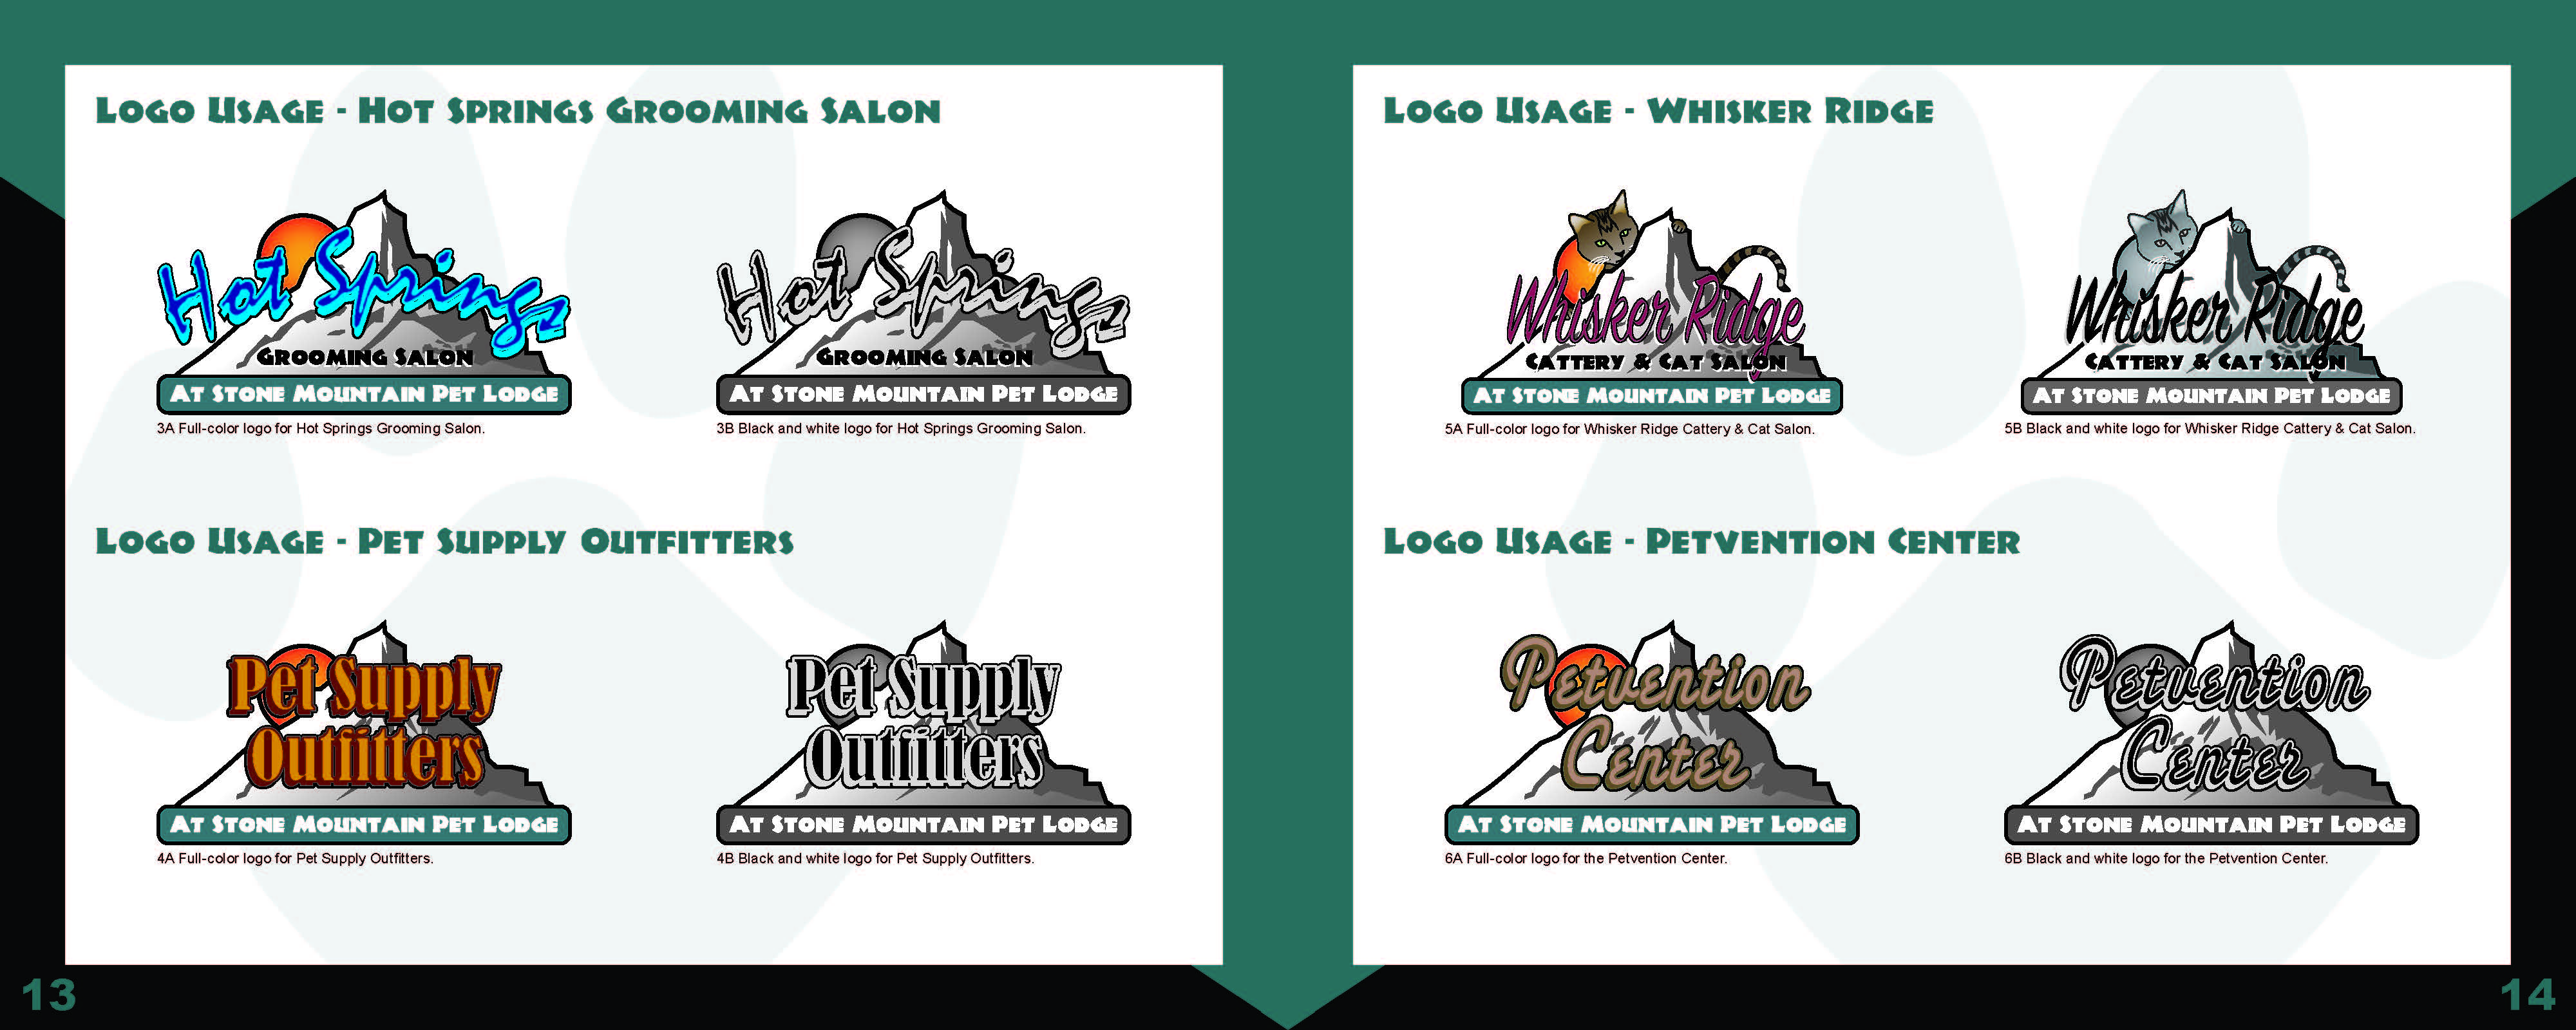 Logo Usage - Hot Springs Grooming Salon
Hot Springs
Grooming Salon
At Stone Mountain Pet Lodge
3A Full-color logo for Hot Springs Grooming Salon.
Hot Springs
Grooming Salon
At Stone Mountain Pet Lodge
3B Black and white logo for Hot Springs Grooming Salon.
Logo Usage - Pet Supply Outfitters
Pet Supply
Outfitters
At Stone Mountain Pet Lodge
4A Full-color logo for Pet Supply Outfitters.
Pet Supply
Outfitters
At Stone Mountain Pet Lodge
4B Black and white logo for Pet Supply Outfitters.
13
Logo Usage - Whisker Ridge
Whisker Ridge
Cattery & Cat Salon
At Stone Mountain Pet Lodge
5A Full-color logo for Whisker Ridge Cattery & Cat Salon.
Whisker Ridge
Cattery & Cat Salon
At Stone Mountain Pet Lodge
5B Black and white logo for Whisker Ridge Cattery & Cat Salon.
Logo Usage - Petvention Center
Petvention
Center
At Stone Mountain Pet Lodge
6A Full-color logo for the Petvention Center.
Petvention
Center
At Stone Mountain Pet Lodge
6B Black and white logo for the Petvention Center.
14